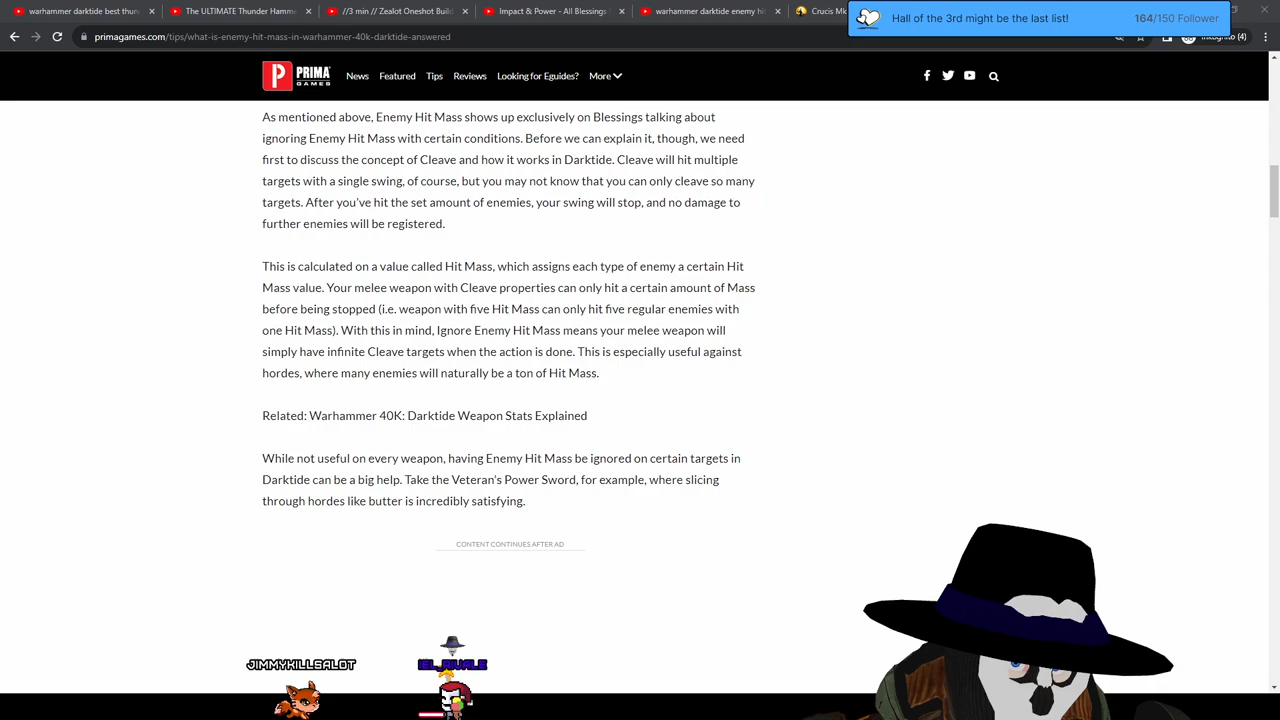 warhammer darktide best thun
The ULTIMATE Thunder Hamme
//3 min // Zealot Oneshot Build
Impact & Power - All Blessings
warhammer darktide enemy hit
Crucis Mi
Hall of the 3rd might be the last list!
164/150 Follower
primagames.com/tips/what-is-enemy-hit-mass-in-warhammer-40k-darktide-answered
(4)
P PRIMA GAMES
News Featured Tips Reviews Looking for Eguides? More
As mentioned above, Enemy Hit Mass shows up exclusively on Blessings talking about
ignoring Enemy Hit Mass with certain conditions. Before we can explain it, though, we need
first to discuss the concept of Cleave and how it works in Darktide. Cleave will hit multiple
targets with a single swing, of course, but you may not know that you can only cleave so many
targets. After you've hit the set amount of enemies, your swing will stop, and no damage to
further enemies will be registered.
This is calculated on a value called Hit Mass, which assigns each type of enemy a certain Hit
Mass value. Your melee weapon with Cleave properties can only hit a certain amount of Mass
before being stopped (i.e. weapon with five Hit Mass can only hit five regular enemies with
one Hit Mass). With this in mind, Ignore Enemy Hit Mass means your melee weapon will
simply have infinite Cleave targets when the action is done. This is especially useful against
hordes, where many enemies will naturally be a ton of Hit Mass.
Related: Warhammer 40K: Darktide Weapon Stats Explained
While not useful on every weapon, having Enemy Hit Mass be ignored on certain targets in
Darktide can be a big help. Take the Veteran's Power Sword, for example, where slicing
through hordes like butter is incredibly satisfying.
CONTENT CONTINUES AFTER AD
JIMMYKILLSALOT